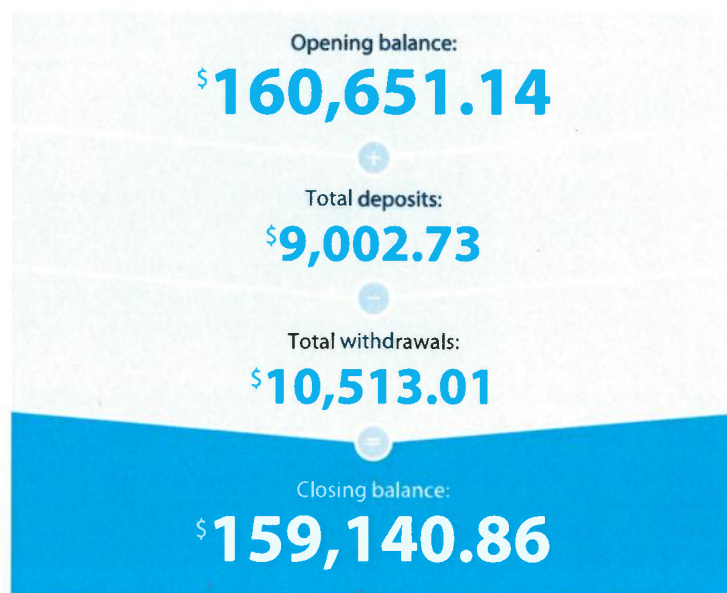 Opening balance:
$160,651.14
+
Total deposits:
$9,002.73
−
Total withdrawals:
$10,513.01
=
Closing balance:
$159,140.86